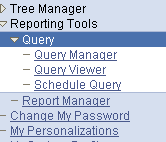 Tree Manager
Reporting Tools
Query
Query Manager
Query Viewer
Schedule Query
Report Manager
Change My Password
My Personalizations